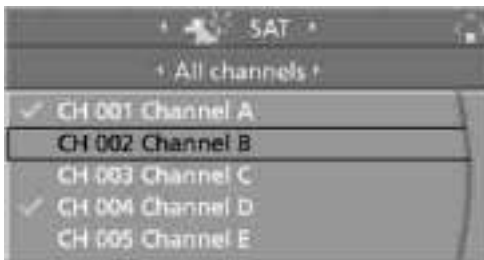 SAT
All channels
CH 001 Channel A
CH 002 Channel B
CH 003 Channel C
CH 004 Channel D
CH 005 Channel E